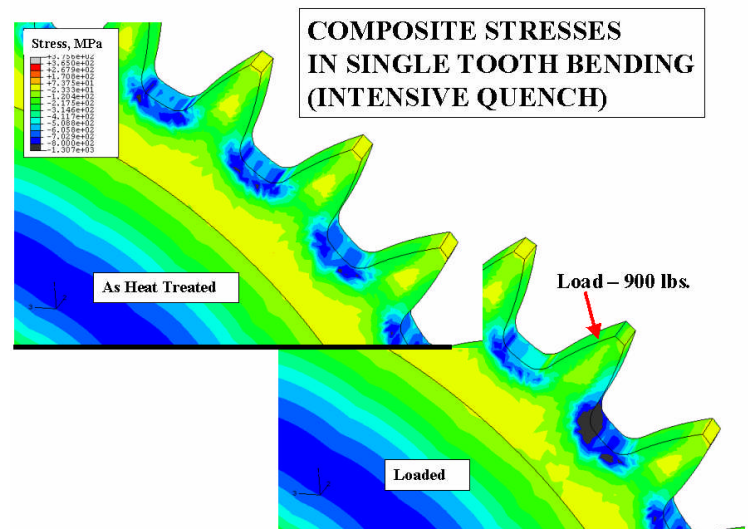 COMPOSITE STRESSES
IN SINGLE TOOTH BENDING
(INTENSIVE QUENCH)
Stress, MPa
+3.756e+02
+3.650e+02
+2.679e+02
+1.708e+02
+7.375e+01
-2.333e+01
-1.204e+02
-2.175e+02
-3.146e+02
-4.117e+02
-5.088e+02
-6.058e+02
-7.029e+02
-8.000e+02
-1.307e+03
As Heat Treated
Load – 900 lbs.
Loaded